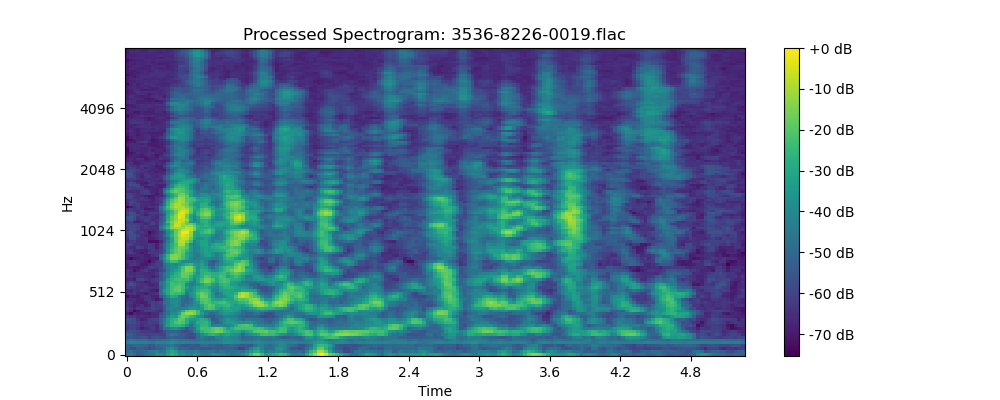 Processed Spectrogram: 3536-8226-0019.flac
Hz
4096
2048
1024
512
0
0 0.6 1.2 1.8 2.4 3 3.6 4.2 4.8
Time
+0 dB
-10 dB
-20 dB
-30 dB
-40 dB
-50 dB
-60 dB
-70 dB